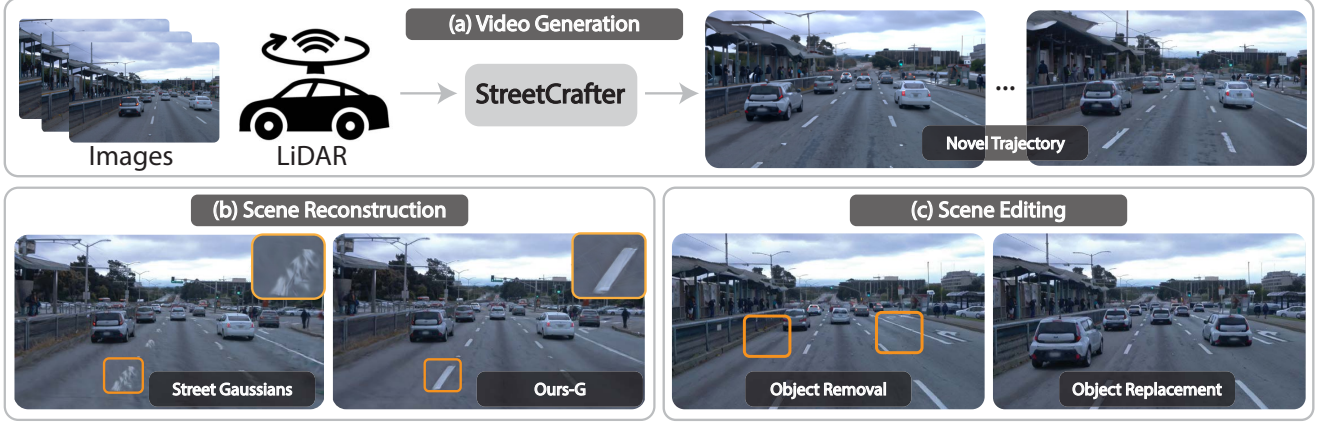 (a) Video Generation
StreetCrafter
Images
LiDAR
...
Novel Trajectory
(b) Scene Reconstruction
Street Gaussians
Ours-G
(c) Scene Editing
Object Removal
Object Replacement